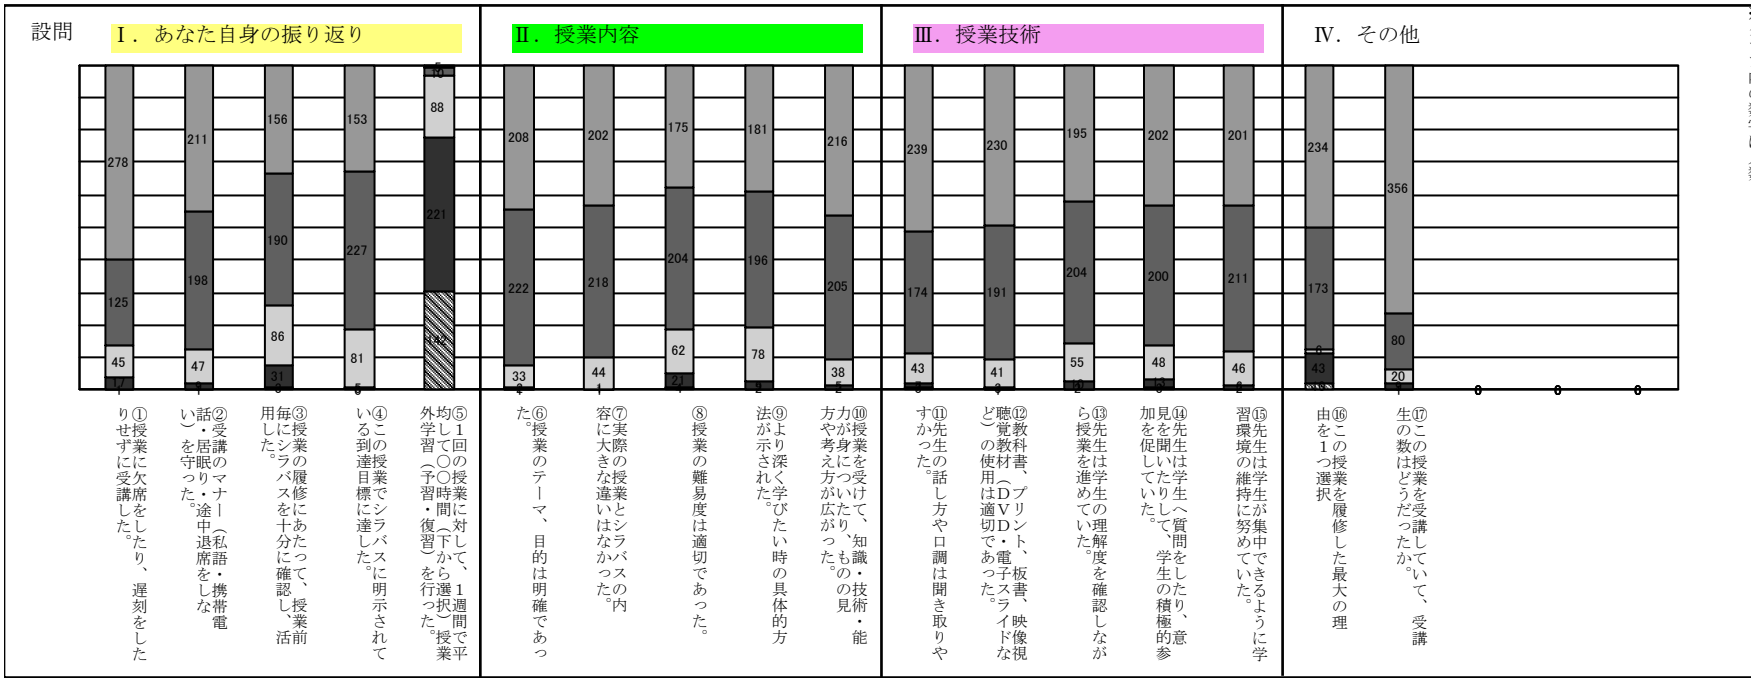 設問
Ⅰ．あなた自身の振り返り
Ⅱ．授業内容
Ⅲ．授業技術
Ⅳ．その他
278
125
45
17
211
198
47
156
190
86
31
153
227
81
5
10
88
221
142
208
222
33
202
218
44
1
175
204
62
21
181
196
78
216
205
38
5
239
174
43
230
191
41
195
204
55
10
202
200
48
201
211
46
234
173
43
356
80
20
0
0
0
①授業に欠席をしたり、遅刻をした
りせずに受講した。
②受講のマナー（私語・携帯電
話・居眠り・途中退席をしな
い）を守った。
③授業の履修にあたって、授業前
毎にシラバスを十分に確認し、活
用した。
④この授業でシラバスに明示されて
いる到達目標に達した。
⑤１回の授業に対して、１週間で平
均して〇〇時間（下から選択）授業
外学習（予習・復習）を行った。
⑥授業のテーマ、目的は明確であっ
た。
⑦実際の授業とシラバスの内
容に大きな違いはなかった。
⑧授業の難易度は適切であった。
⑨より深く学びたい時の具体的方
法が示された。
⑩授業を受けて、知識・技術・能
力が身についたり、ものの見
方や考え方が広がった。
⑪先生の話し方や口調は聞き取りや
すかった。
⑫教科書、プリント、板書、映像視
聴覚教材（ＤＶＤ・電子スライドな
ど）の使用は適切であった。
⑬先生は学生の理解度を確認しなが
ら授業を進めていた。
⑭先生は学生へ質問をしたり、意
見を聞いたりして、学生の積極的参
加を促していた。
⑮先生は学生が集中できるように学
習環境の維持に努めていた。
⑯この授業を履修した最大の理
由を１つ選択
⑰この授業を受講していて、受講
生の数はどうだったか。